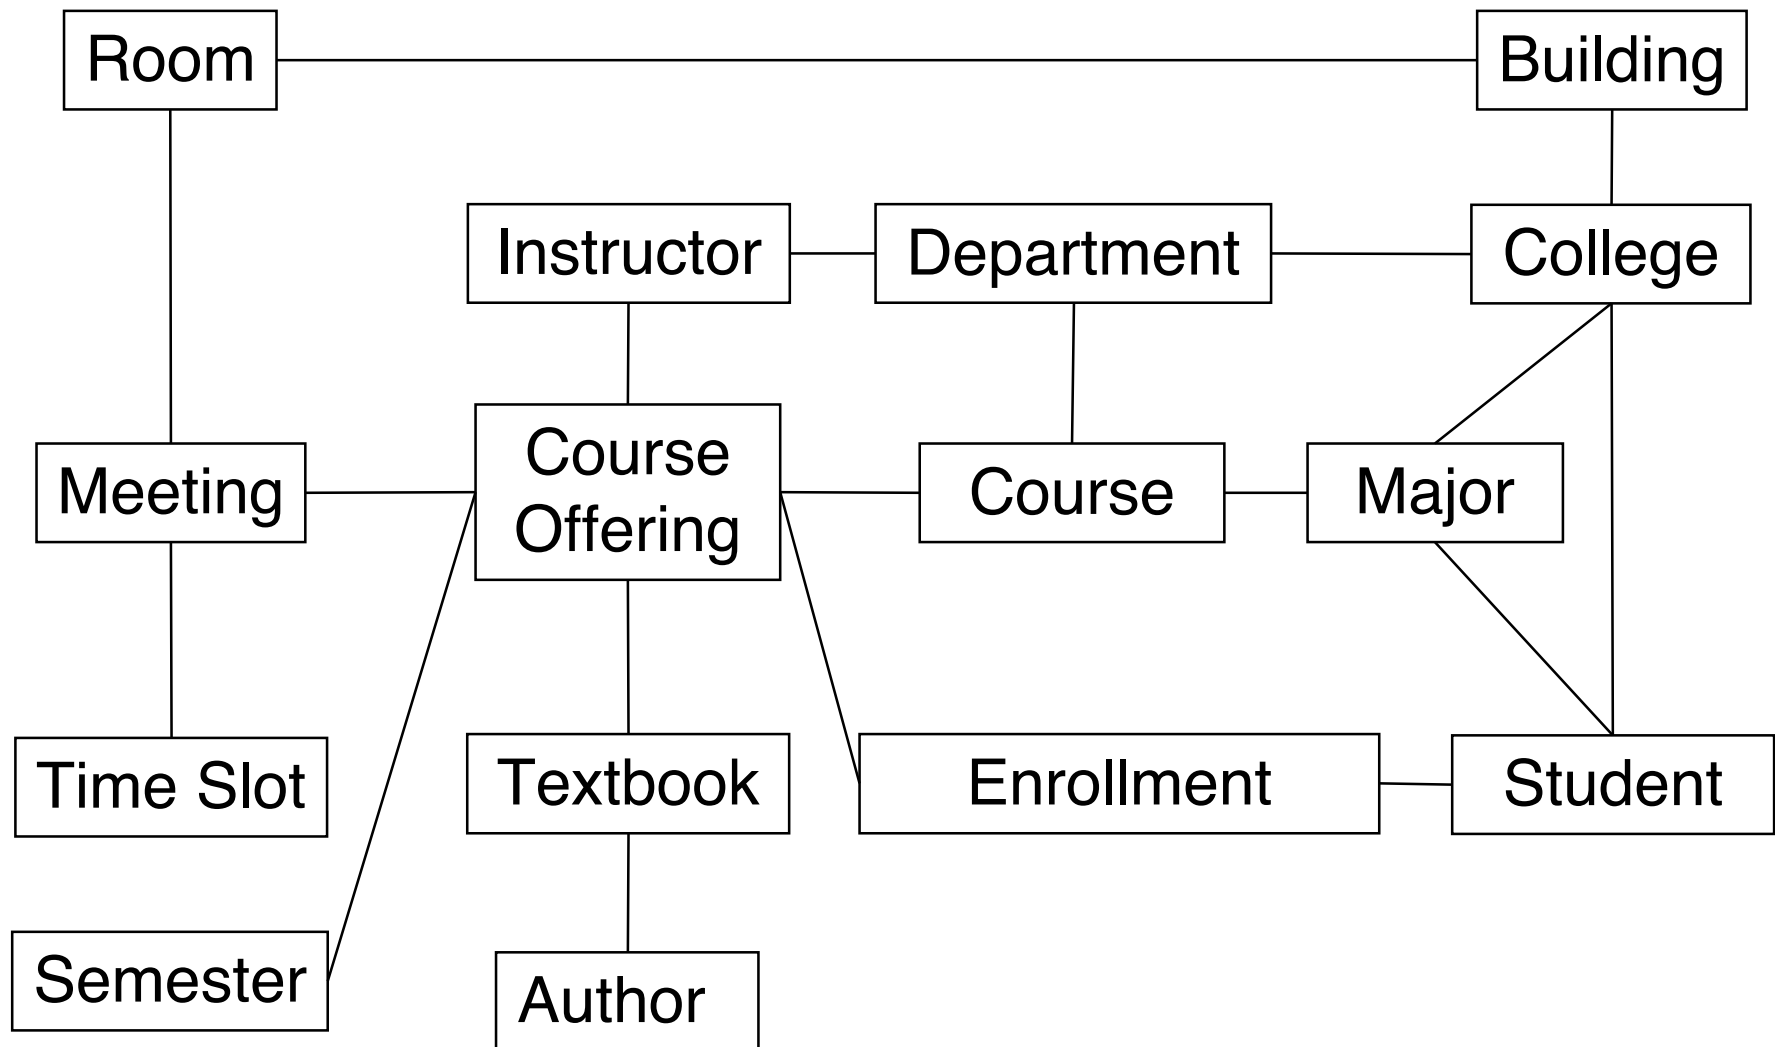 Room
Building
Instructor
Department
College
Course
Offering
Meeting
Course
Major
Time Slot
Textbook
Enrollment
Student
Semester
Author